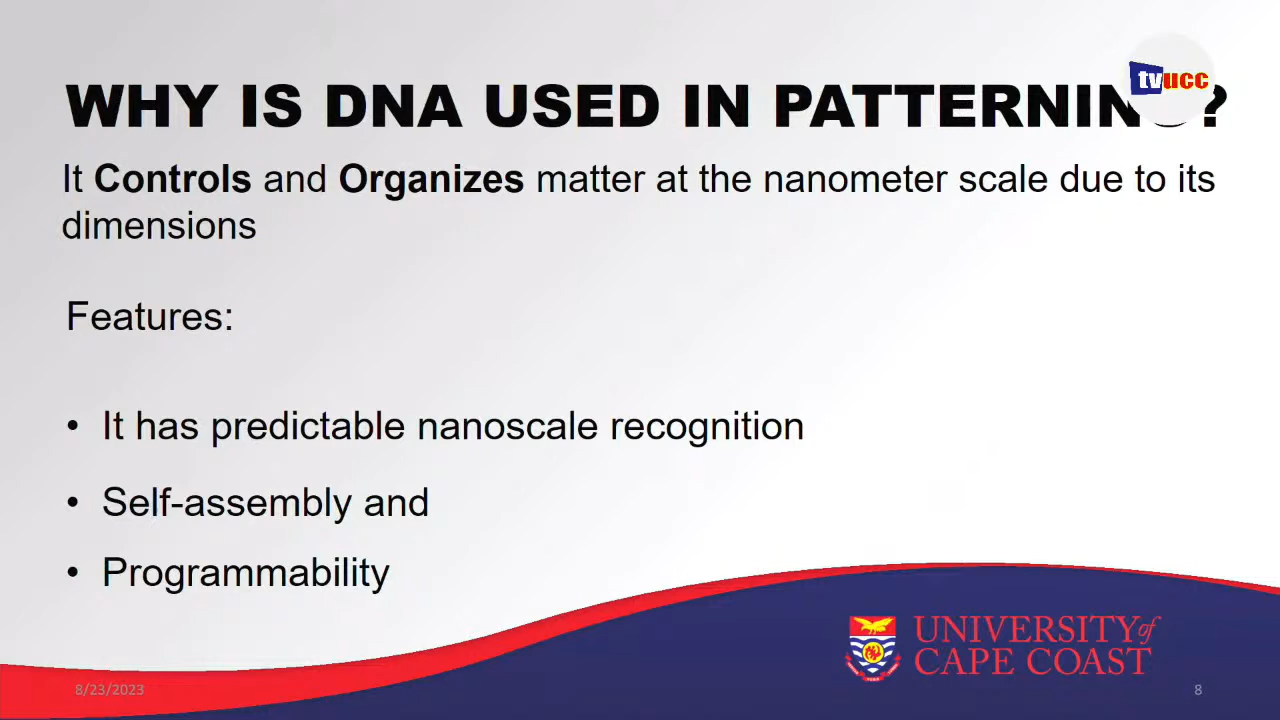 tvucc
WHY IS DNA USED IN PATTERNING?
It Controls and Organizes matter at the nanometer scale due to its
dimensions
Features:
• It has predictable nanoscale recognition
• Self-assembly and
• Programmability
UNIVERSITY of
CAPE COAST
8/23/2023
8